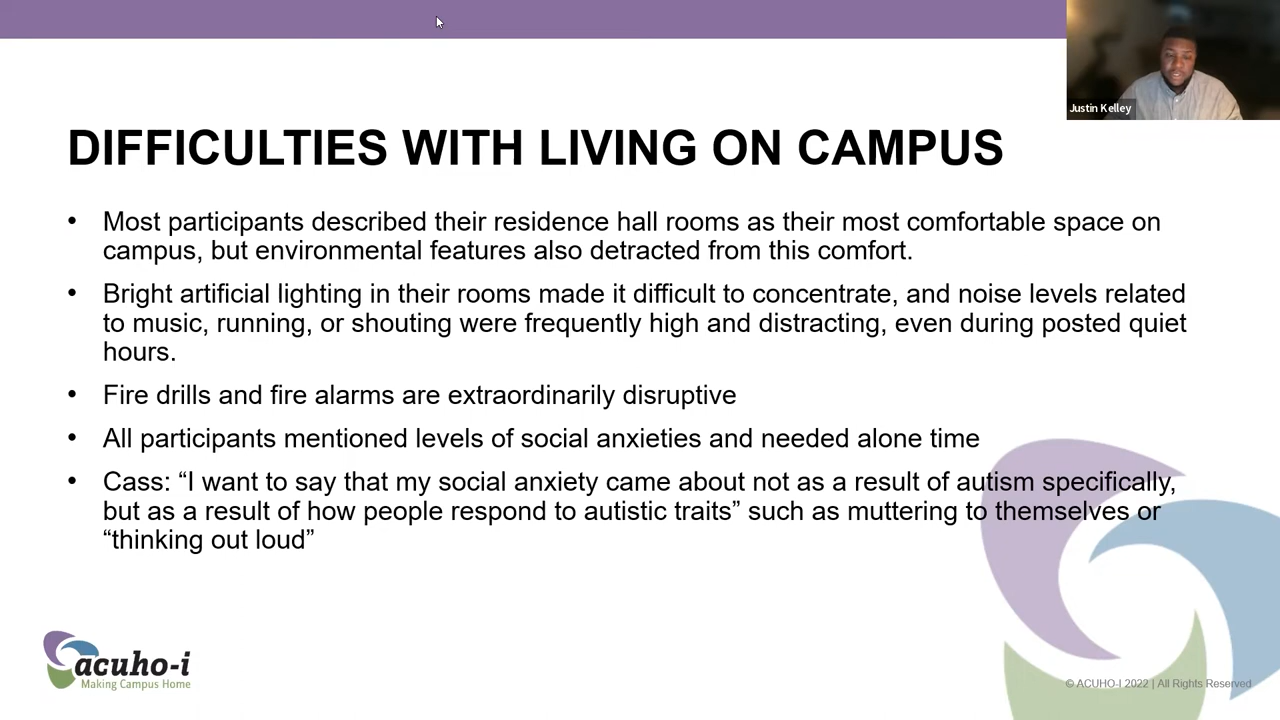 Justin Kelley
DIFFICULTIES WITH LIVING ON CAMPUS
• Most participants described their residence hall rooms as their most comfortable space on
campus, but environmental features also detracted from this comfort.
• Bright artificial lighting in their rooms made it difficult to concentrate, and noise levels related
to music, running, or shouting were frequently high and distracting, even during posted quiet
hours.
• Fire drills and fire alarms are extraordinarily disruptive
• All participants mentioned levels of social anxieties and needed alone time
• Cass: “I want to say that my social anxiety came about not as a result of autism specifically,
but as a result of how people respond to autistic traits” such as muttering to themselves or
“thinking out loud”
acuho-i
Making Campus Home
© ACUHO-I 2022 | All Rights Reserved